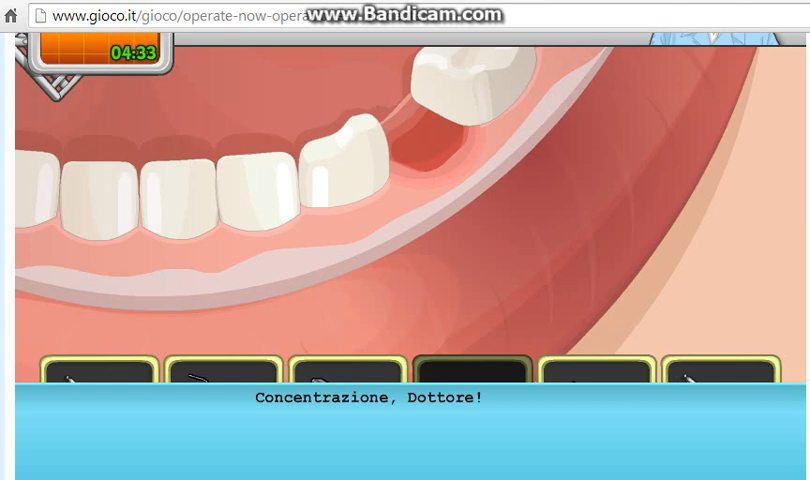 www.gioco.it/gioco/operate-now-opera
www.Bandicam.com
04:33
Concentrazione, Dottore!